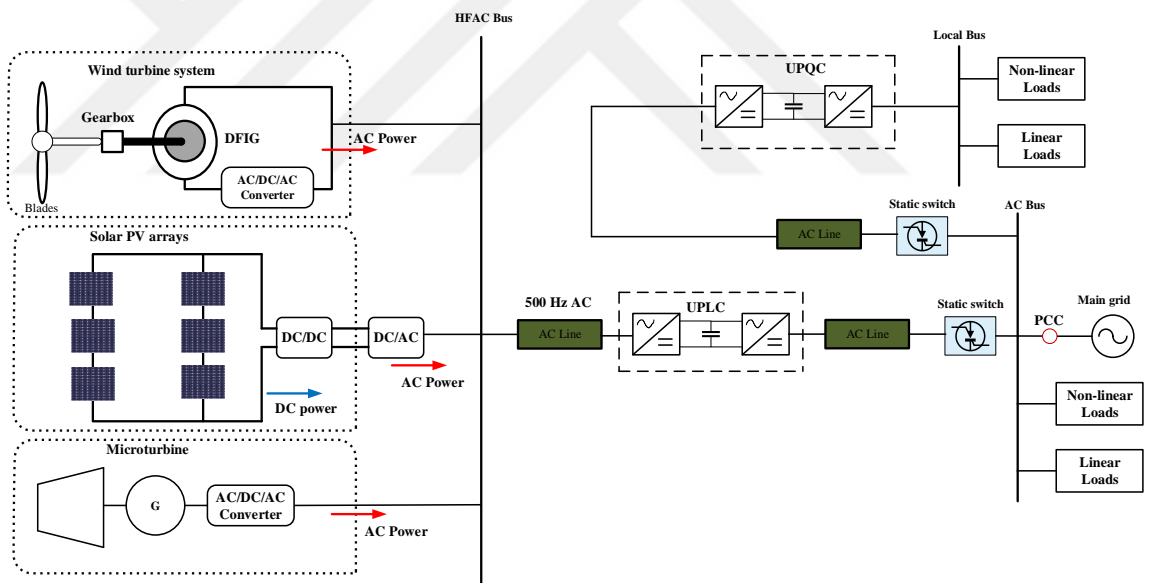 HFAC Bus
Wind turbine system
Gearbox
DFIG
AC Power
AC/DC/AC
Converter
Blades
Solar PV arrays
DC/DC
DC/AC
AC Power
DC power
Microturbine
G
AC/DC/AC
Converter
AC Power
500 Hz AC
AC Line
UPLC
AC Line
Static switch
UPQC
Local Bus
Non-linear
Loads
Linear
Loads
AC Line
Static switch
AC Bus
PCC
Main grid
Non-linear
Loads
Linear
Loads